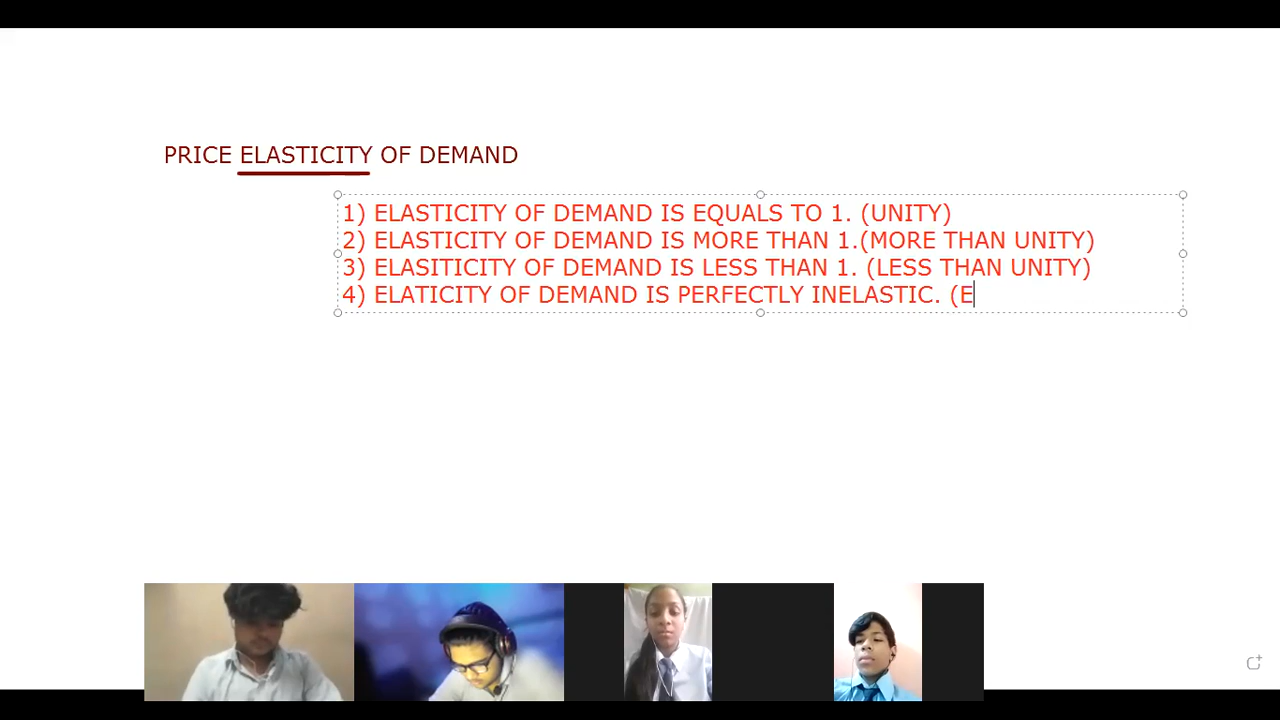 PRICE ELASTICITY OF DEMAND
1) ELASTICITY OF DEMAND IS EQUALS TO 1. (UNITY)
2) ELASTICITY OF DEMAND IS MORE THAN 1.(MORE THAN UNITY)
3) ELASITICITY OF DEMAND IS LESS THAN 1. (LESS THAN UNITY)
4) ELATICITY OF DEMAND IS PERFECTLY INELASTIC. (E